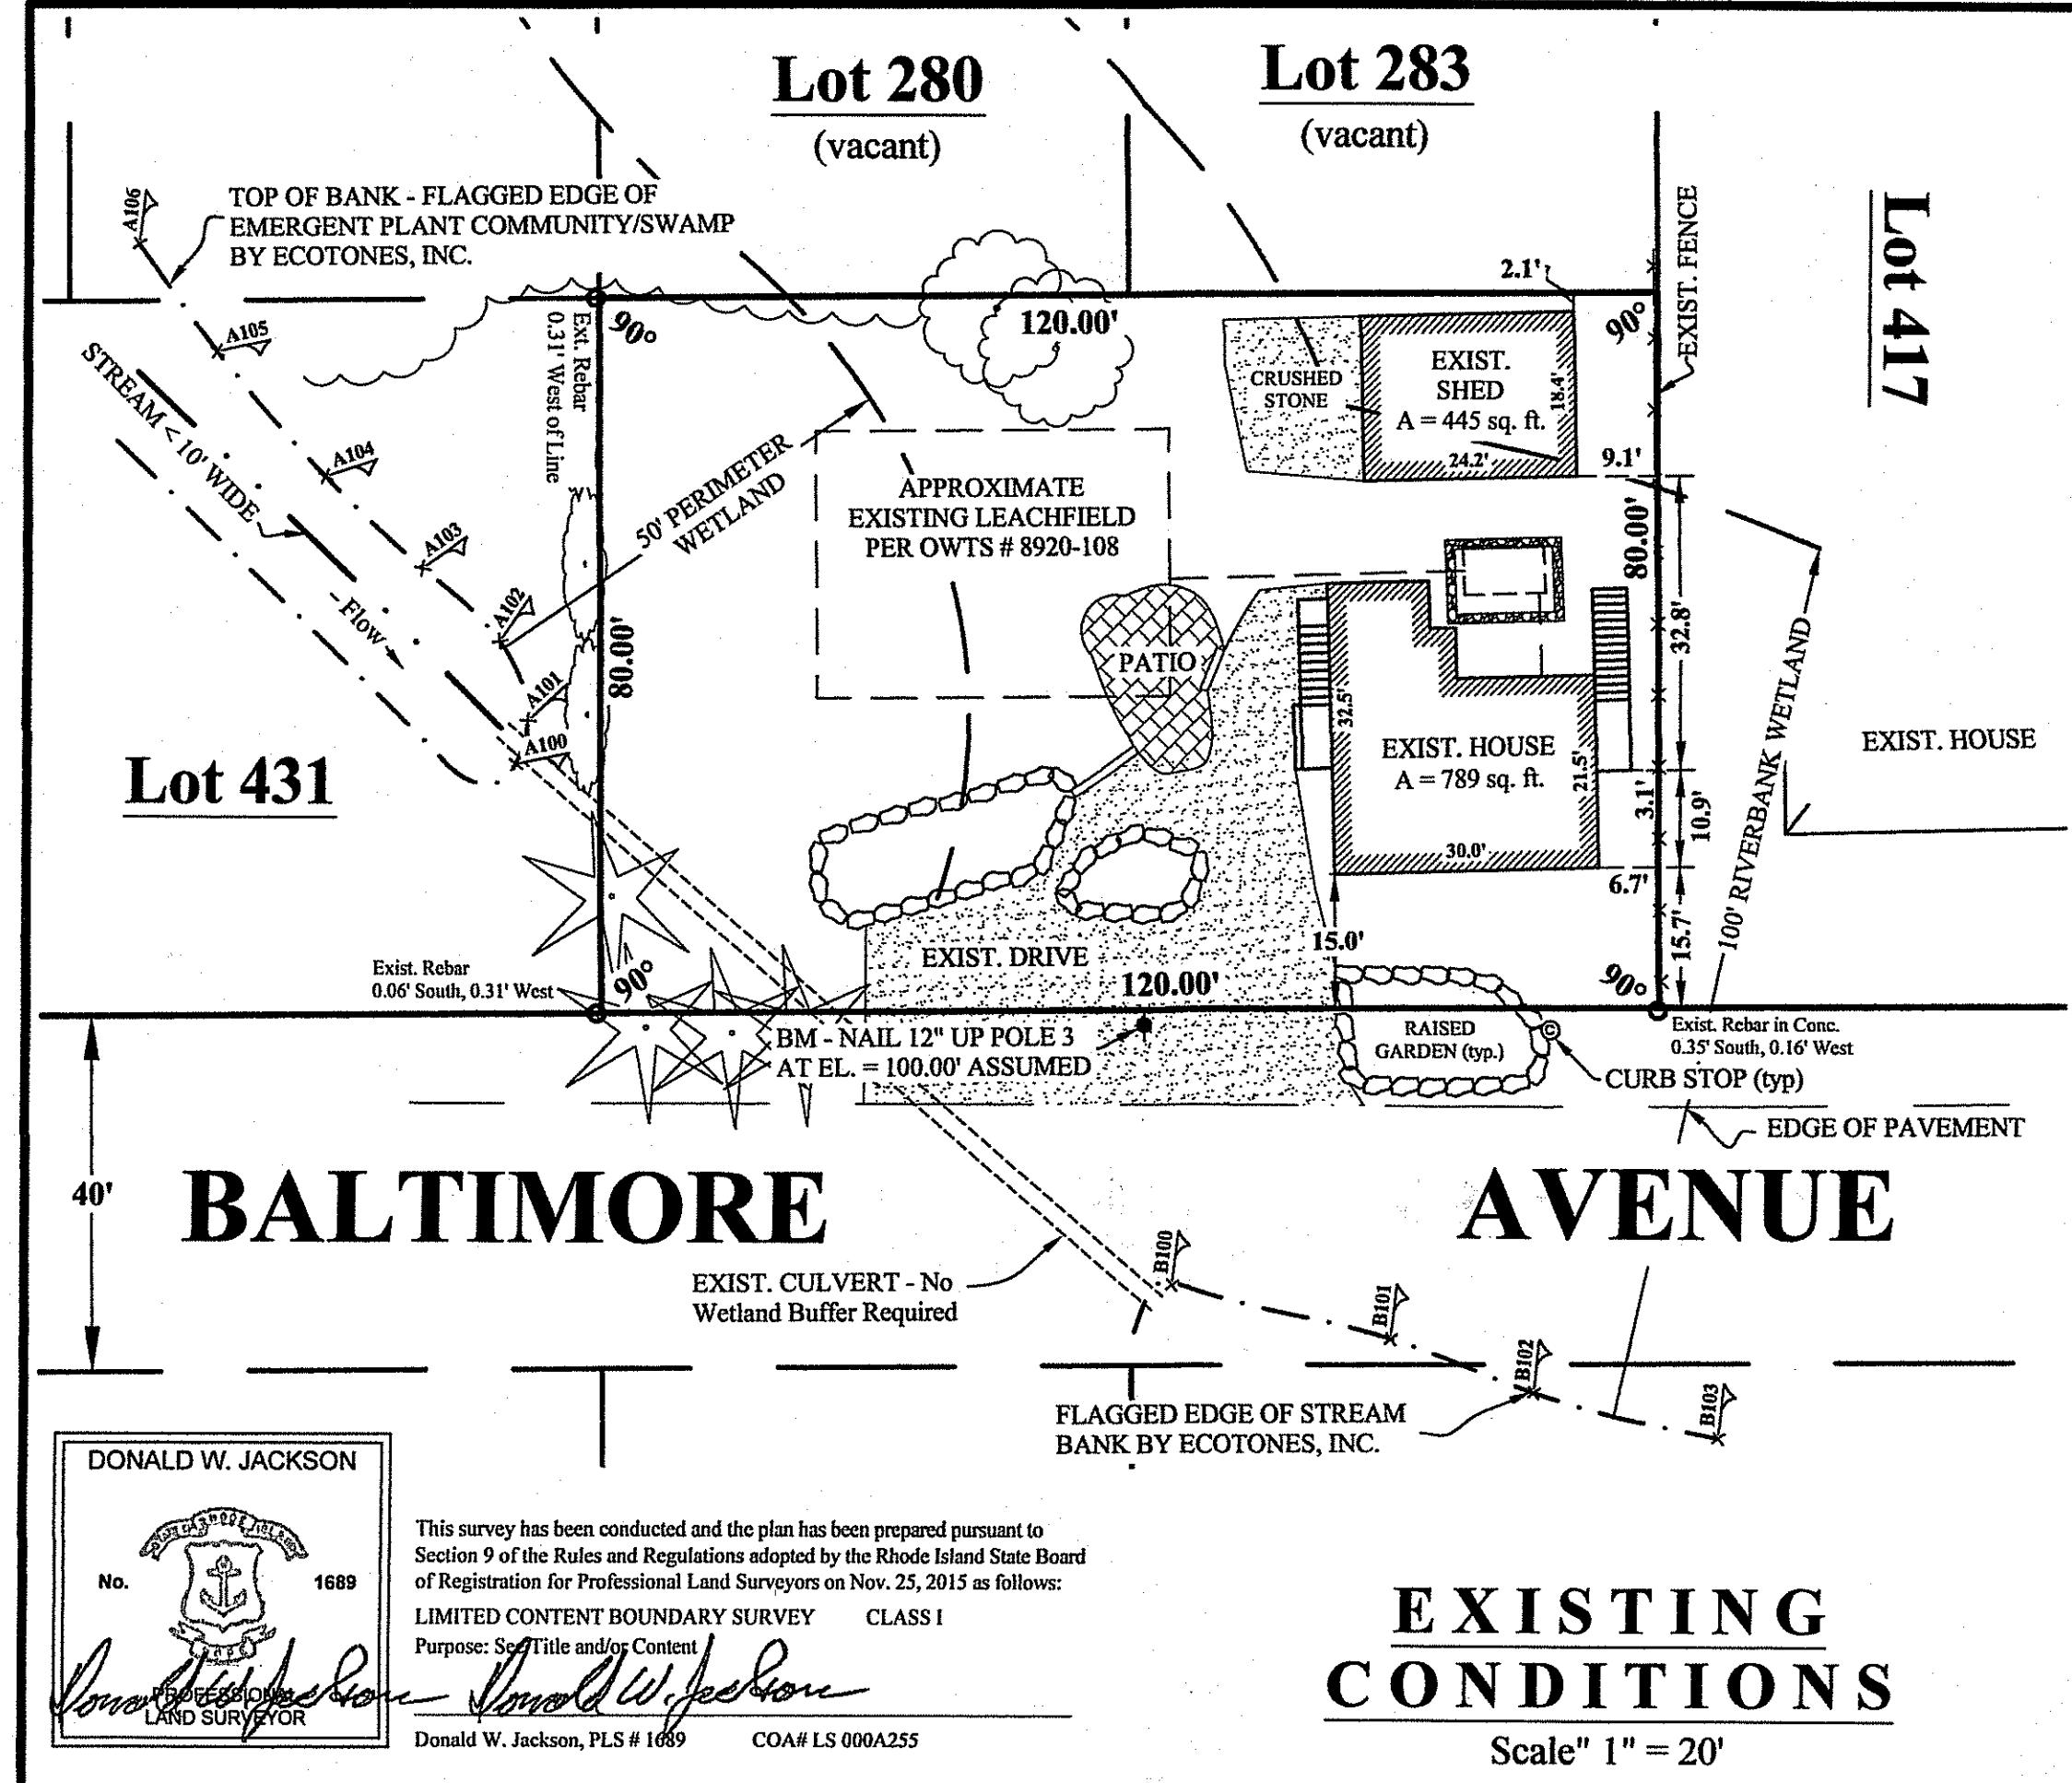 Lot 280
(vacant)
Lot 283
(vacant)
Lot 417
A106
TOP OF BANK - FLAGGED EDGE OF
EMERGENT PLANT COMMUNITY/SWAMP
BY ECOTONES, INC.
EXIST. FENCE
2.1'
90°
120.00'
90°
A105
Ext. Rebar
0.31' West of Line
STREAM < 10' WIDE
CRUSHED
STONE
EXIST.
SHED
A = 445 sq. ft.
18.4'
24.2'
9.1'
A104
50' PERIMETER
WETLAND
APPROXIMATE
EXISTING LEACHFIELD
PER OWTS # 8920-108
80.00'
A103
A102
- Flow
80.00'
PATIO
32.8'
A101
A100
32.5'
EXIST. HOUSE
A = 789 sq. ft.
21.5'
3.1'
10.9'
30.0'
6.7'
15.7'
100' RIVERBANK WETLAND
EXIST. HOUSE
Lot 431
Exist. Rebar
0.06' South, 0.31' West
90°
EXIST. DRIVE
15.0'
120.00'
90°
BM - NAIL 12" UP POLE 3
AT EL. = 100.00' ASSUMED
RAISED
GARDEN (typ.)
©
Exist. Rebar in Conc.
0.35' South, 0.16' West
CURB STOP (typ)
EDGE OF PAVEMENT
40'
BALTIMORE AVENUE
EXIST. CULVERT - No
Wetland Buffer Required
B100
B101
B102
B103
FLAGGED EDGE OF STREAM
BANK BY ECOTONES, INC.
DONALD W. JACKSON
No. 1689
PROFESSIONAL
LAND SURVEYOR
Donald W. Jackson
This survey has been conducted and the plan has been prepared pursuant to
Section 9 of the Rules and Regulations adopted by the Rhode Island State Board
of Registration for Professional Land Surveyors on Nov. 25, 2015 as follows:
LIMITED CONTENT BOUNDARY SURVEY CLASS I
Purpose: See Title and/or Content
Donald W. Jackson
Donald W. Jackson, PLS # 1689 COA# LS 000A255
EXISTING
CONDITIONS
Scale" 1" = 20'